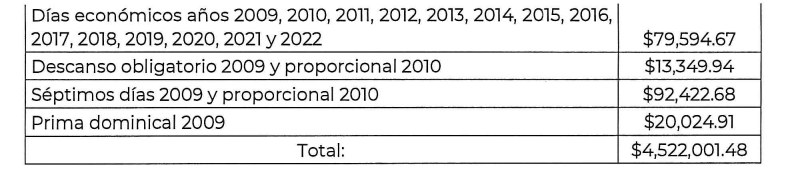 Días económicos años 2009, 2010, 2011, 2012, 2013, 2014, 2015, 2016,
2017, 2018, 2019, 2020, 2021 y 2022 $79,594.67
Descanso obligatorio 2009 y proporcional 2010 $13,349.94
Séptimos días 2009 y proporcional 2010 $92,422.68
Prima dominical 2009 $20,024.91
Total: $4,522,001.48